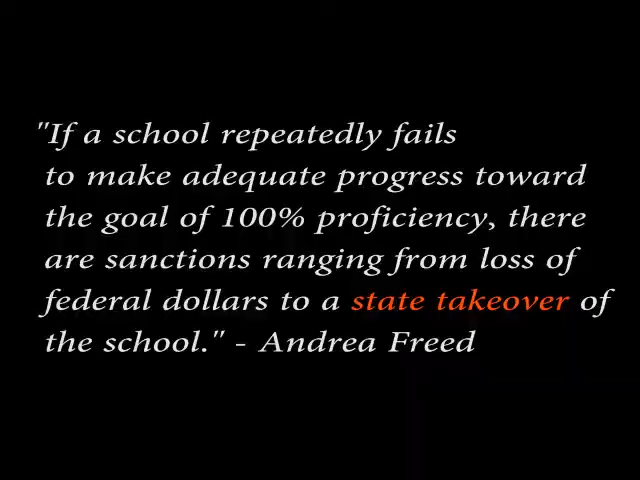 "If a school repeatedly fails
to make adequate progress toward
the goal of 100% proficiency, there
are sanctions ranging from loss of
federal dollars to a state takeover of
the school." - Andrea Freed